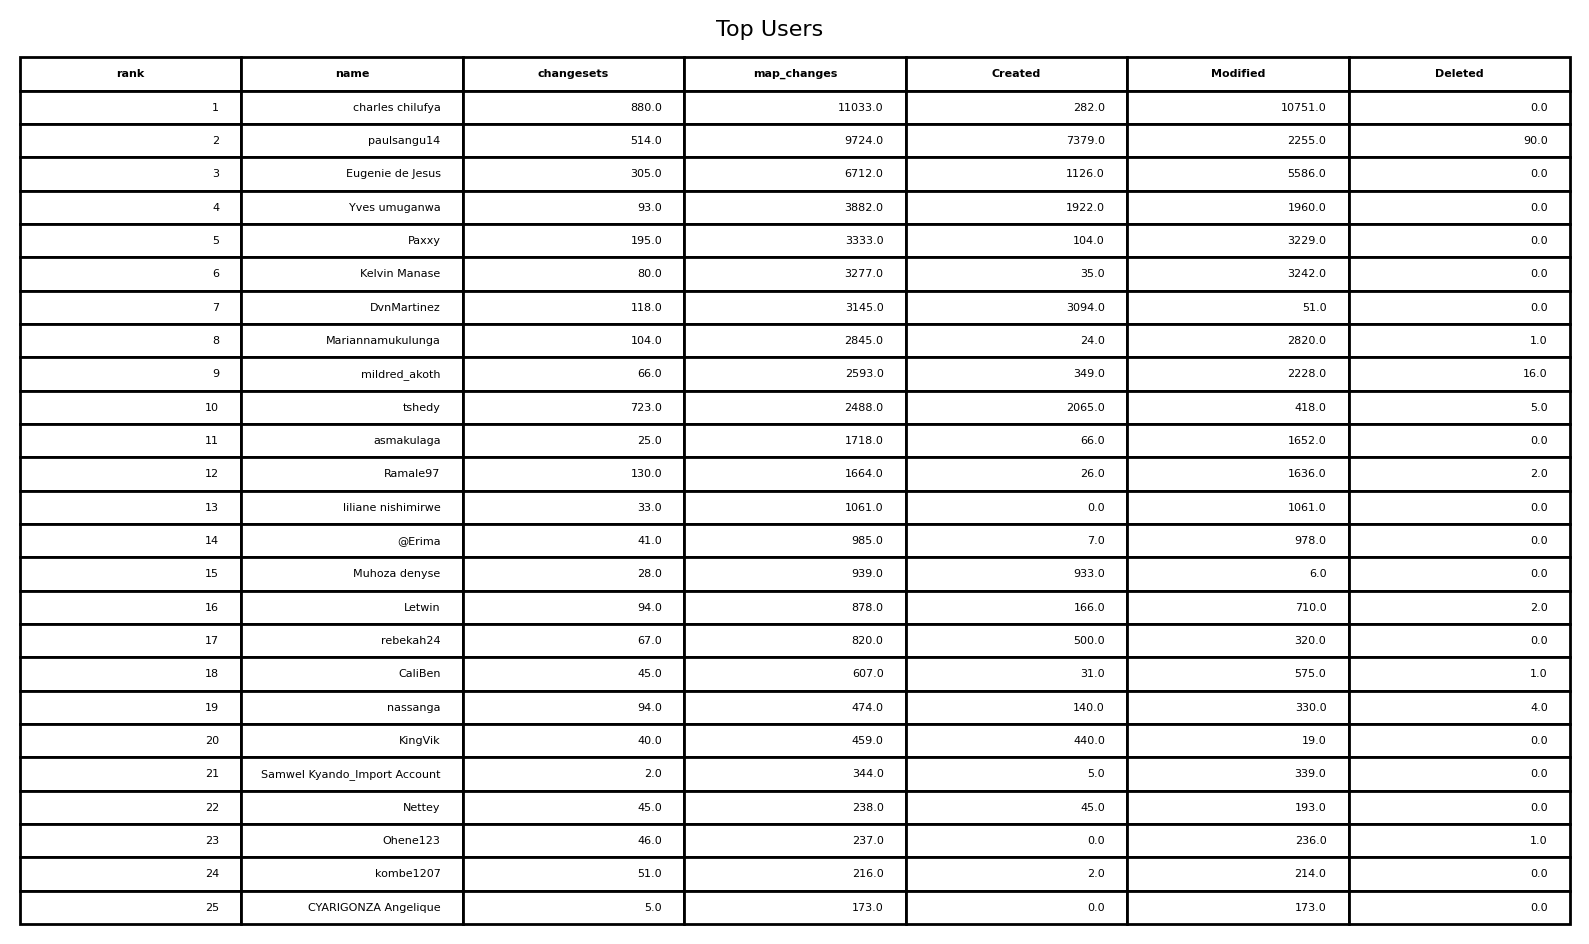 Top Users
rank name changesets map_changes Created Modified Deleted
1 charles chilufya 880.0 11033.0 282.0 10751.0 0.0
2 paulsangu14 514.0 9724.0 7379.0 2255.0 90.0
3 Eugenie de Jesus 305.0 6712.0 1126.0 5586.0 0.0
4 Yves umuganwa 93.0 3882.0 1922.0 1960.0 0.0
5 Paxxy 195.0 3333.0 104.0 3229.0 0.0
6 Kelvin Manase 80.0 3277.0 35.0 3242.0 0.0
7 DvnMartinez 118.0 3145.0 3094.0 51.0 0.0
8 Mariannamukulunga 104.0 2845.0 24.0 2820.0 1.0
9 mildred_akoth 66.0 2593.0 349.0 2228.0 16.0
10 tshedy 723.0 2488.0 2065.0 418.0 5.0
11 asmakulaga 25.0 1718.0 66.0 1652.0 0.0
12 Ramale97 130.0 1664.0 26.0 1636.0 2.0
13 liliane nishimirwe 33.0 1061.0 0.0 1061.0 0.0
14 @Erima 41.0 985.0 7.0 978.0 0.0
15 Muhoza denyse 28.0 939.0 933.0 6.0 0.0
16 Letwin 94.0 878.0 166.0 710.0 2.0
17 rebekah24 67.0 820.0 500.0 320.0 0.0
18 CaliBen 45.0 607.0 31.0 575.0 1.0
19 nassanga 94.0 474.0 140.0 330.0 4.0
20 KingVik 40.0 459.0 440.0 19.0 0.0
21 Samwel Kyando_Import Account 2.0 344.0 5.0 339.0 0.0
22 Nettey 45.0 238.0 45.0 193.0 0.0
23 Ohene123 46.0 237.0 0.0 236.0 1.0
24 kombe1207 51.0 216.0 2.0 214.0 0.0
25 CYARIGONZA Angelique 5.0 173.0 0.0 173.0 0.0